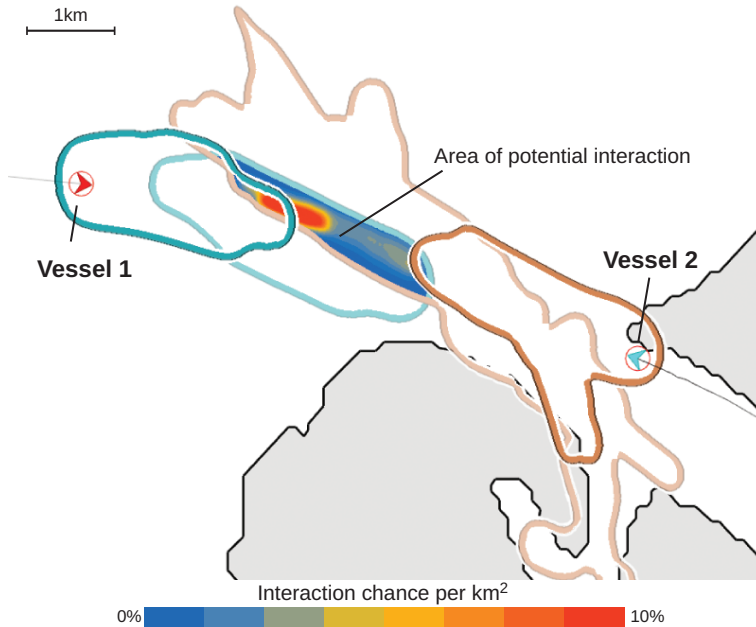 1km
Area of potential interaction
Vessel 1
Vessel 2
Interaction chance per km²
0%
10%